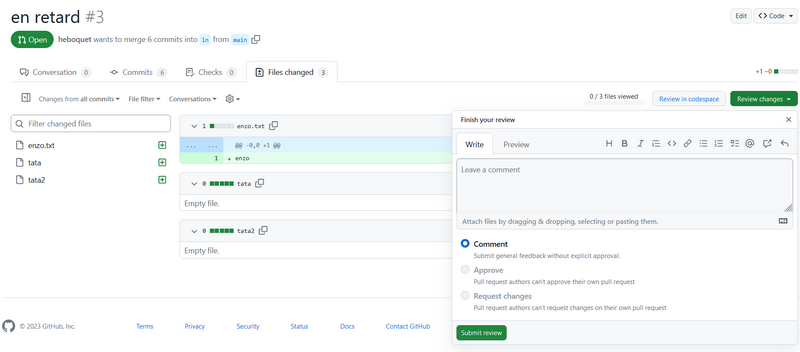 en retard #3
Edit
Code
Open
heboquet wants to merge 6 commits into ln from main
Conversation 0
Commits 6
Checks 0
Files changed 3
+1 −0
Changes from all commits
File filter
Conversations
0 / 3 files viewed
Review in codespace
Review changes
Filter changed files
enzo.txt
tata
tata2
1 enzo.txt
... ... @@ -0,0 +1 @@
1 + enzo
0 tata
Empty file.
0 tata2
Empty file.
Finish your review
Write
Preview
Leave a comment
Attach files by dragging & dropping, selecting or pasting them.
Comment
Submit general feedback without explicit approval.
Approve
Pull request authors can't approve their own pull request
Request changes
Pull request authors can't request changes on their own pull request
Submit review
© 2023 GitHub, Inc.
Terms
Privacy
Security
Status
Docs
Contact GitHub